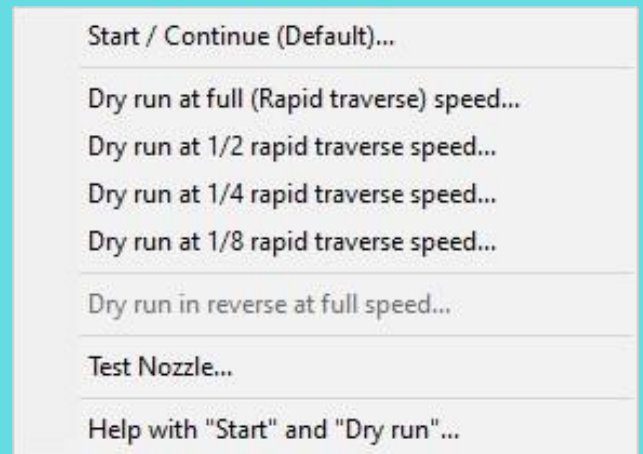 Start / Continue (Default)...
Dry run at full (Rapid traverse) speed...
Dry run at 1/2 rapid traverse speed...
Dry run at 1/4 rapid traverse speed...
Dry run at 1/8 rapid traverse speed...
Dry run in reverse at full speed...
Test Nozzle...
Help with "Start" and "Dry run"...